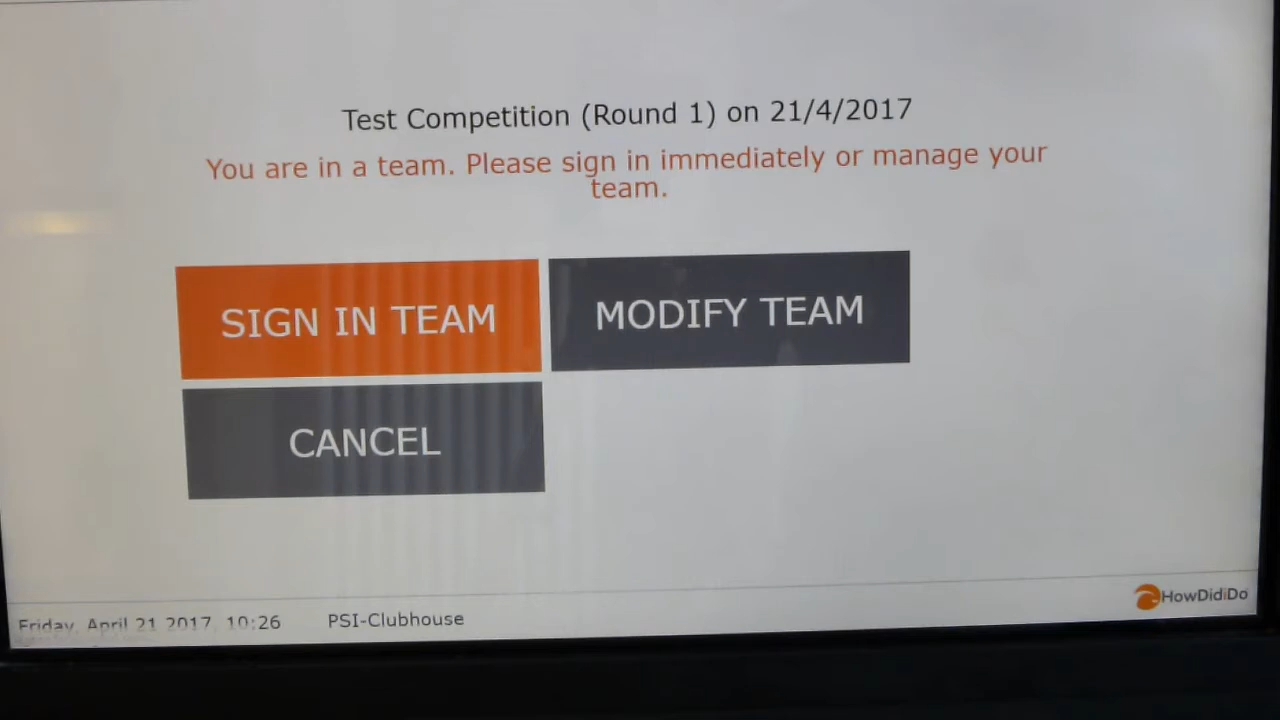 Test Competition (Round 1) on 21/4/2017
You are in a team. Please sign in immediately or manage your
team.
SIGN IN TEAM
MODIFY TEAM
CANCEL
Friday, April 21 2017, 10:26
PSI-Clubhouse
HowDidiDo